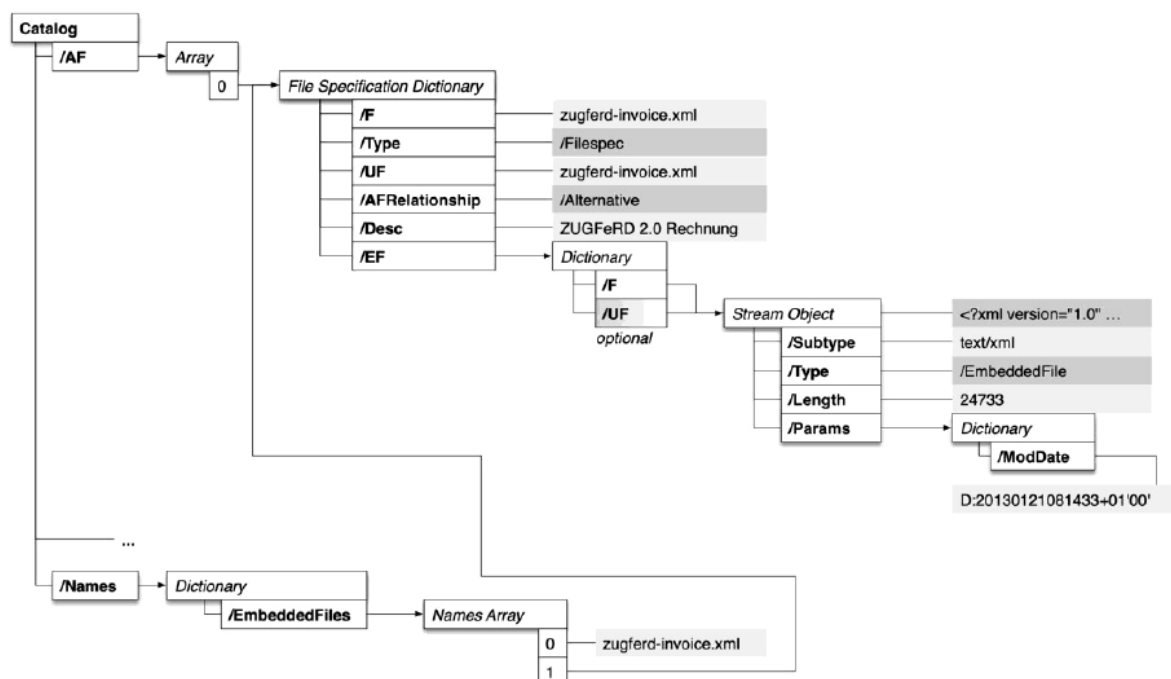 Catalog
/AF
Array
0
File Specification Dictionary
/F
zugferd-invoice.xml
/Type
/Filespec
/UF
zugferd-invoice.xml
/AFRelationship
/Alternative
/Desc
ZUGFeRD 2.0 Rechnung
/EF
Dictionary
/F
/UF
optional
Stream Object
<?xml version="1.0" ...
/Subtype
text/xml
/Type
/EmbeddedFile
/Length
24733
/Params
Dictionary
/ModDate
D:20130121081433+01'00'
...
/Names
Dictionary
/EmbeddedFiles
Names Array
0
zugferd-invoice.xml
1